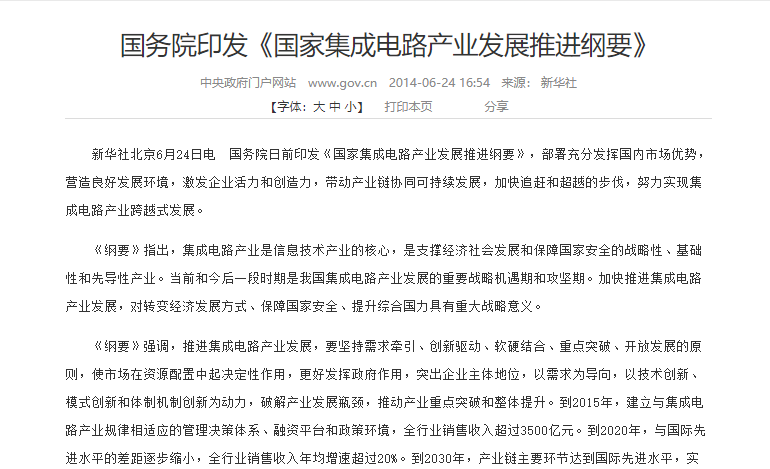 国务院印发《国家集成电路产业发展推进纲要》
中央政府门户网站 www.gov.cn 2014-06-24 16:54 来源： 新华社
【字体：大 中 小】 打印本页 分享
新华社北京6月24日电 国务院日前印发《国家集成电路产业发展推进纲要》，部署充分发挥国内市场优势，
营造良好发展环境，激发企业活力和创造力，带动产业链协同可持续发展，加快追赶和超越的步伐，努力实现集
成电路产业跨越式发展。
《纲要》指出，集成电路产业是信息技术产业的核心，是支撑经济社会发展和保障国家安全的战略性、基础
性和先导性产业。当前和今后一段时期是我国集成电路产业发展的重要战略机遇期和攻坚期。加快推进集成电路
产业发展，对转变经济发展方式、保障国家安全、提升综合国力具有重大战略意义。
《纲要》强调，推进集成电路产业发展，要坚持需求牵引、创新驱动、软硬结合、重点突破、开放发展的原
则，使市场在资源配置中起决定性作用，更好发挥政府作用，突出企业主体地位，以需求为导向，以技术创新、
模式创新和体制机制创新为动力，破解产业发展瓶颈，推动产业重点突破和整体提升。到2015年，建立与集成电
路产业规律相适应的管理决策体系、融资平台和政策环境，全行业销售收入超过3500亿元。到2020年，与国际先
进水平的差距逐步缩小，全行业销售收入年均增速超过20%。到2030年，产业链主要环节达到国际先进水平，实